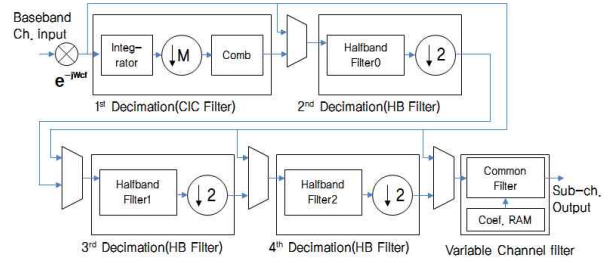 Baseband
Ch. input
e^-jWcf
Integ-
rator
↓ M
Comb
1st Decimation(CIC Filter)
Halfband
Filter0
↓ 2
2nd Decimation(HB Filter)
Halfband
Filter1
↓ 2
3rd Decimation(HB Filter)
Halfband
Filter2
↓ 2
4th Decimation(HB Filter)
Common
Filter
Coef. RAM
Variable Channel filter
Sub-ch.
Output